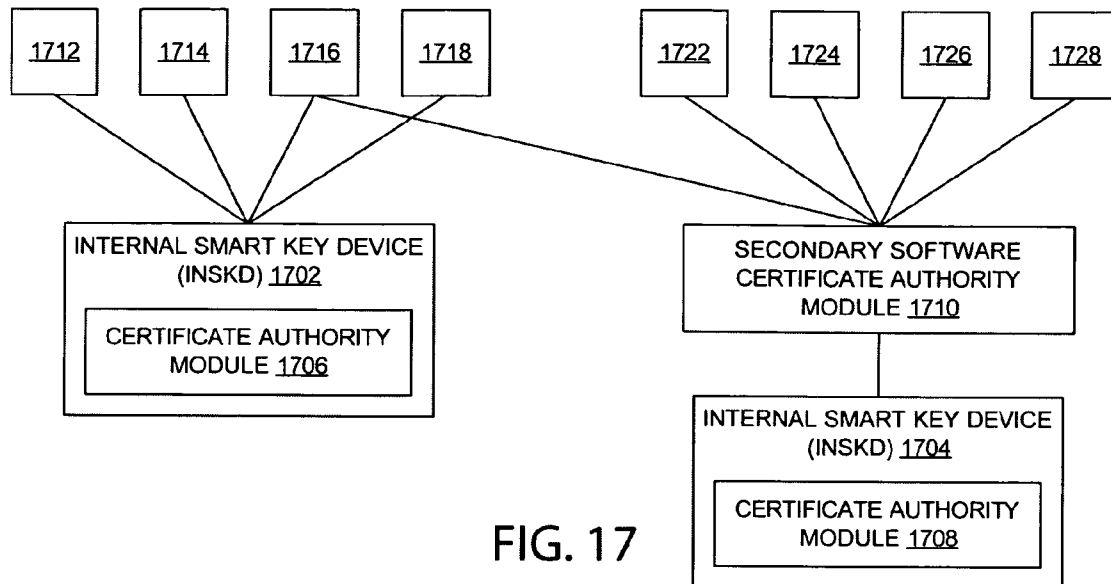 1712 1714 1716 1718 1722 1724 1726 1728
INTERNAL SMART KEY DEVICE
(INSKD) 1702
CERTIFICATE AUTHORITY
MODULE 1706
SECONDARY SOFTWARE
CERTIFICATE AUTHORITY
MODULE 1710
INTERNAL SMART KEY DEVICE
(INSKD) 1704
CERTIFICATE AUTHORITY
MODULE 1708
FIG. 17